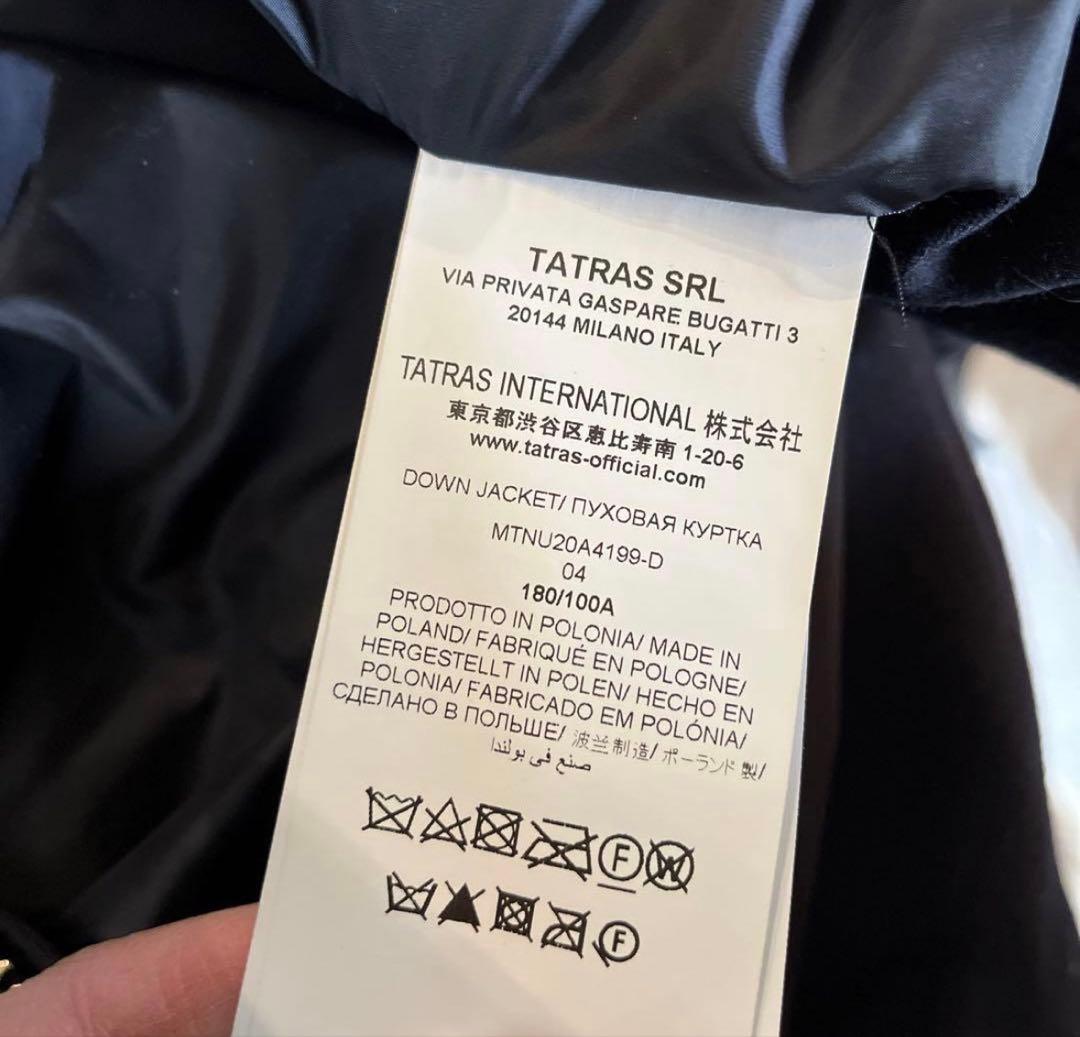 TATRAS SRL
VIA PRIVATA GASPARE BUGATTI 3
20144 MILANO ITALY
TATRAS INTERNATIONAL 株式会社
東京都渋谷区恵比寿南 1-20-6
www.tatras-official.com
DOWN JACKET/ ПУХОВАЯ КУРТКА
MTNU20A4199-D
04
180/100A
PRODOTTO IN POLONIA/ MADE IN
POLAND/ FABRIQUÉ EN POLOGNE/
HERGESTELLT IN POLEN/ HECHO EN
POLONIA/ FABRICADO EM POLÓNIA/
СДЕЛАНО В ПОЛЬШЕ/ 波兰制造/ ポーランド 製/
صنع في بولندا
F W
F